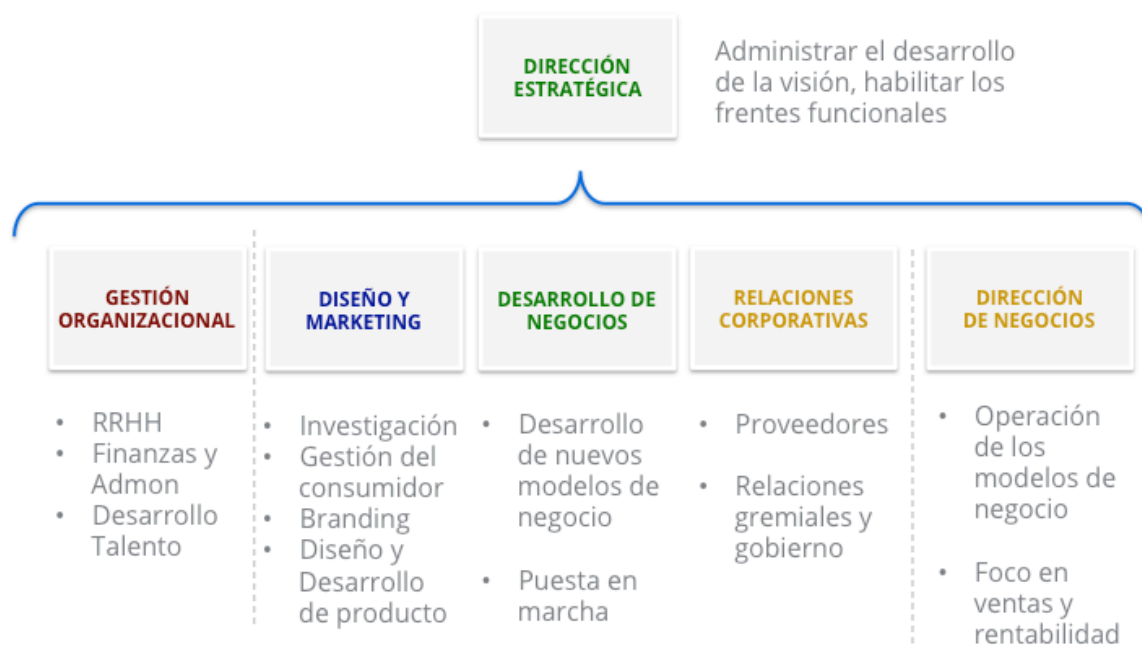 DIRECCIÓN
ESTRATÉGICA
Administrar el desarrollo
de la visión, habilitar los
frentes funcionales
GESTIÓN
ORGANIZACIONAL
• RRHH
• Finanzas y
Admon
• Desarrollo
Talento
DISEÑO Y
MARKETING
• Investigación
• Gestión del
consumidor
• Branding
• Diseño y
Desarrollo
de producto
DESARROLLO DE
NEGOCIOS
• Desarrollo
de nuevos
modelos de
negocio
• Puesta en
marcha
RELACIONES
CORPORATIVAS
• Proveedores
• Relaciones
gremiales y
gobierno
DIRECCIÓN
DE NEGOCIOS
• Operación
de los
modelos de
negocio
• Foco en
ventas y
rentabilidad